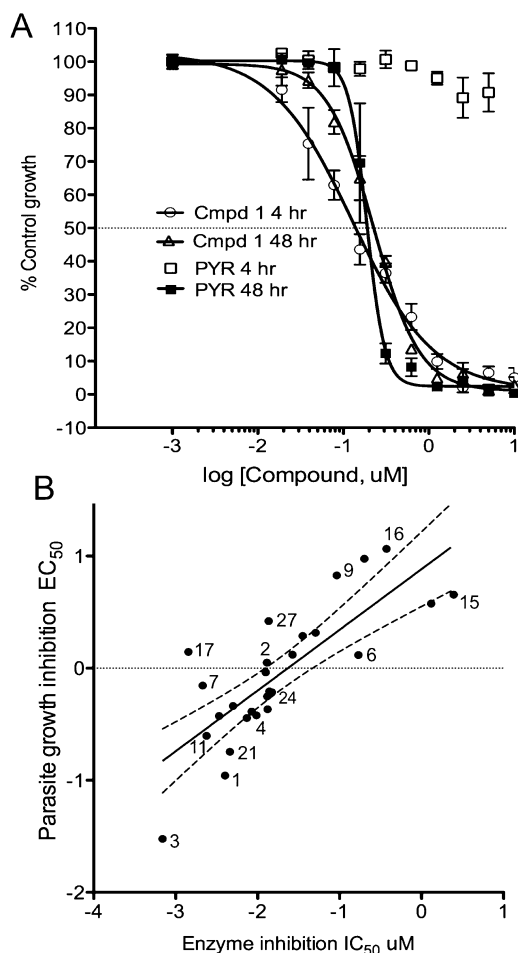 A
110
100
90
80
70
60
50
40
30
20
10
0
-10
% Control growth
Cmpd 1 4 hr
Cmpd 1 48 hr
PYR 4 hr
PYR 48 hr
-3 -2 -1 0 1
log [Compound, uM]
B
Parasite growth inhibition EC50
1
0
-1
-2
16
9
27
15
17
2
6
7
24
4
11
21
1
3
-4 -3 -2 -1 0 1
Enzyme inhibition IC50 uM